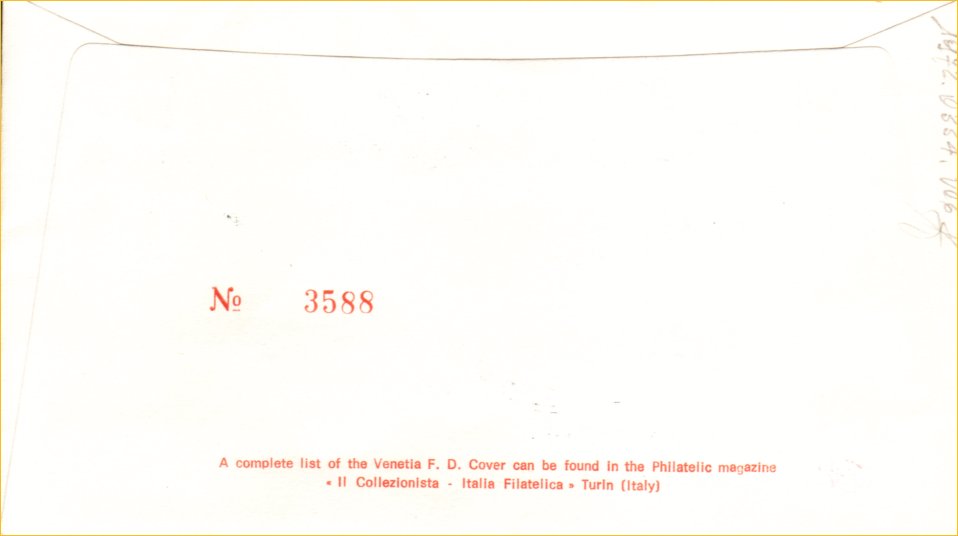 № 3588
A complete list of the Venetia F. D. Cover can be found in the Philatelic magazine
« Il Collezionista - Italia Filatelica » Turin (Italy)